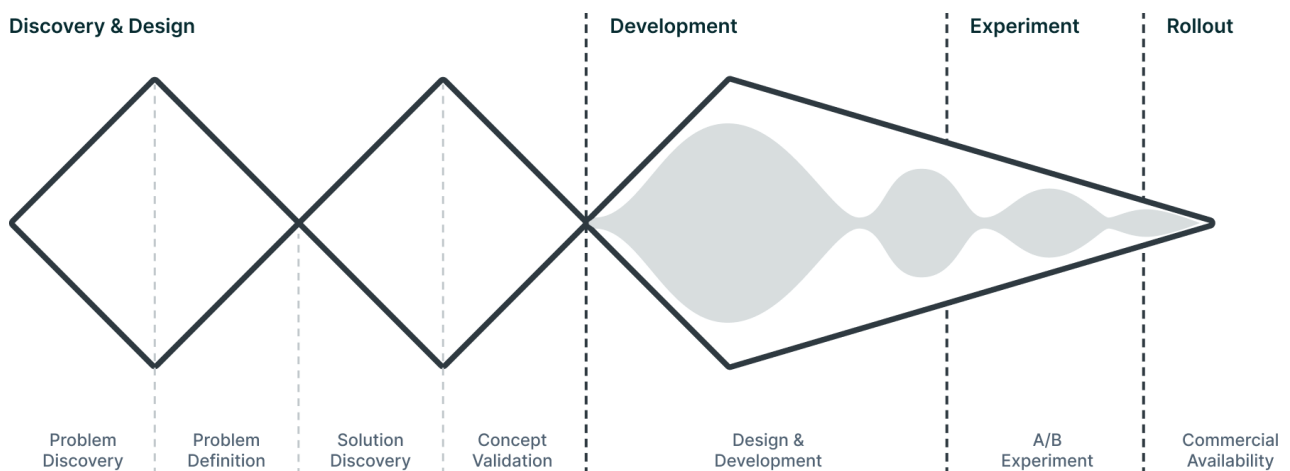 Discovery & Design
Development
Experiment
Rollout
Problem
Discovery
Problem
Definition
Solution
Discovery
Concept
Validation
Design &
Development
A/B
Experiment
Commercial
Availability